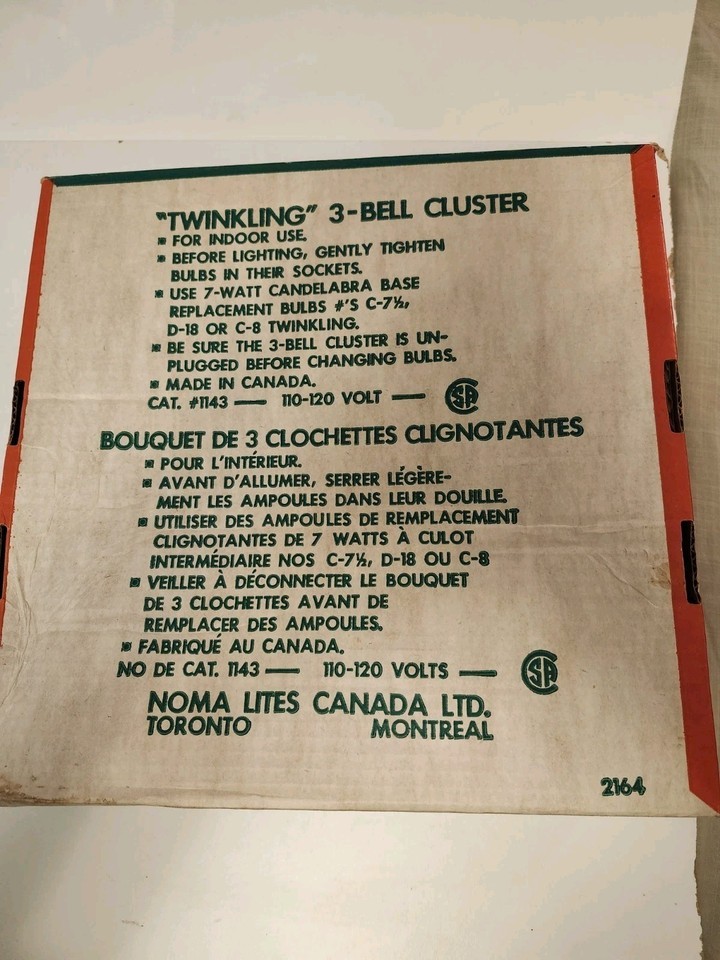 "TWINKLING" 3-BELL CLUSTER
FOR INDOOR USE.
BEFORE LIGHTING, GENTLY TIGHTEN
BULBS IN THEIR SOCKETS.
USE 7-WATT CANDELABRA BASE
REPLACEMENT BULBS #'S C-7½,
D-18 OR C-8 TWINKLING.
BE SURE THE 3-BELL CLUSTER IS UN-
PLUGGED BEFORE CHANGING BULBS.
MADE IN CANADA.
CAT. #1143 — 110-120 VOLT — CSA
BOUQUET DE 3 CLOCHETTES CLIGNOTANTES
POUR L'INTÉRIEUR.
AVANT D'ALLUMER, SERRER LÉGÈRE-
MENT LES AMPOULES DANS LEUR DOUILLE.
UTILISER DES AMPOULES DE REMPLACEMENT
CLIGNOTANTES DE 7 WATTS À CULOT
INTERMÉDIAIRE NOS C-7½, D-18 OU C-8
VEILLER À DÉCONNECTER LE BOUQUET
DE 3 CLOCHETTES AVANT DE
REMPLACER DES AMPOULES.
FABRIQUÉ AU CANADA.
NO DE CAT. 1143 — 110-120 VOLTS — CSA
NOMA LITES CANADA LTD.
TORONTO MONTREAL
2164